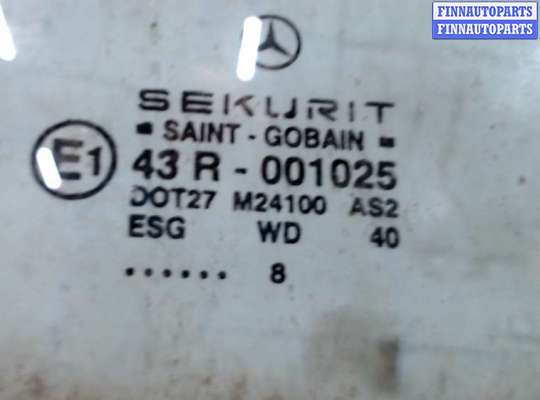 FINNAUTOPARTS
FINNAUTOPARTS
SEKURIT
SAINT - GOBAIN
E1
43 R - 001025
DOT27 M24100 AS2
ESG WD 40
...... 8